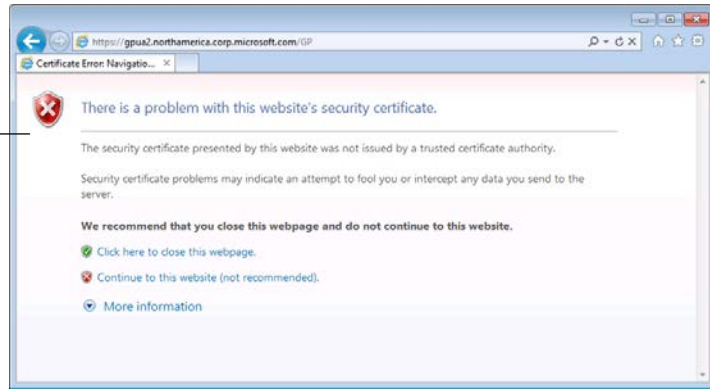 https://gpua2.northamerica.corp.microsoft.com/GP
Certificate Error: Navigatio...
There is a problem with this website's security certificate.
The security certificate presented by this website was not issued by a trusted certificate authority.
Security certificate problems may indicate an attempt to fool you or intercept any data you send to the
server.
We recommend that you close this webpage and do not continue to this website.
Click here to close this webpage.
Continue to this website (not recommended).
More information